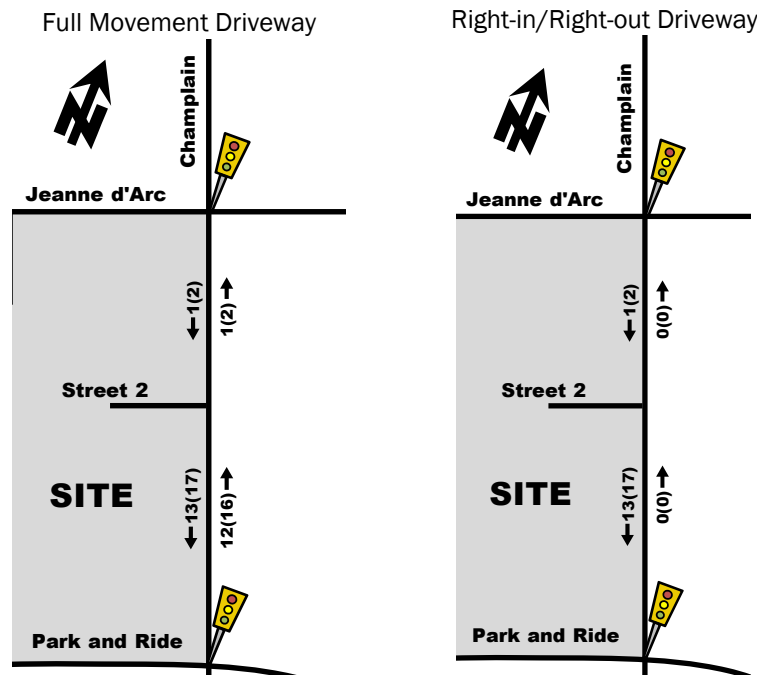 Full Movement Driveway
Champlain
Jeanne d'Arc
1(2)
1(2)
Street 2
SITE
13(17)
12(16)
Park and Ride
Right-in/Right-out Driveway
Champlain
Jeanne d'Arc
1(2)
0(0)
Street 2
SITE
13(17)
0(0)
Park and Ride